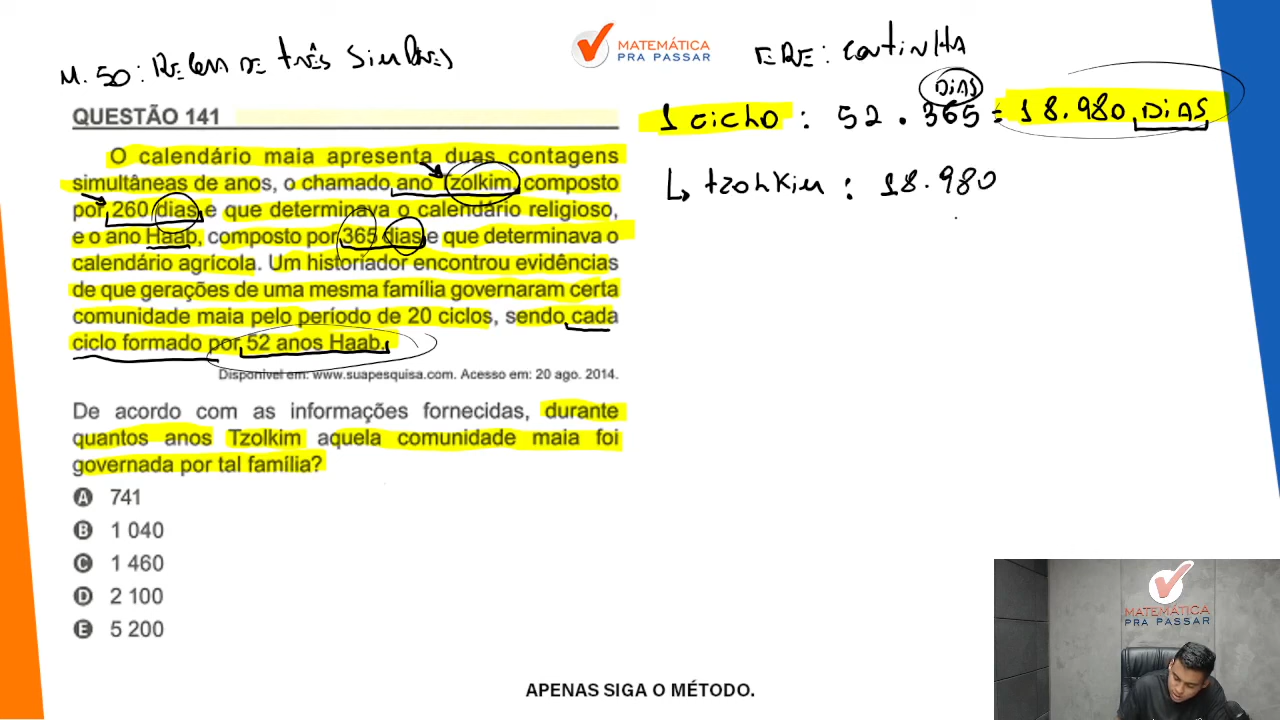 M. 50: REGRA DE TRÊS SIMPLES
MATEMÁTICA
PRA PASSAR
ERE: CONTINHA
QUESTÃO 141
O calendário maia apresenta duas contagens
simultâneas de anos, o chamado ano Tzolkim, composto
por 260 dias e que determinava o calendário religioso,
e o ano Haab, composto por 365 dias e que determinava o
calendário agrícola. Um historiador encontrou evidências
de que gerações de uma mesma família governaram certa
comunidade maia pelo período de 20 ciclos, sendo cada
ciclo formado por 52 anos Haab.
Disponível em: www.suapesquisa.com. Acesso em: 20 ago. 2014.
De acordo com as informações fornecidas, durante
quantos anos Tzolkim aquela comunidade maia foi
governada por tal família?
A 741
B 1 040
C 1 460
D 2 100
E 5 200
DIAS
1 ciclo : 52 . 365 = 18.980 DIAS
↳ tzolkim : 18.980
MATEMÁTICA
PRA PASSAR
APENAS SIGA O MÉTODO.